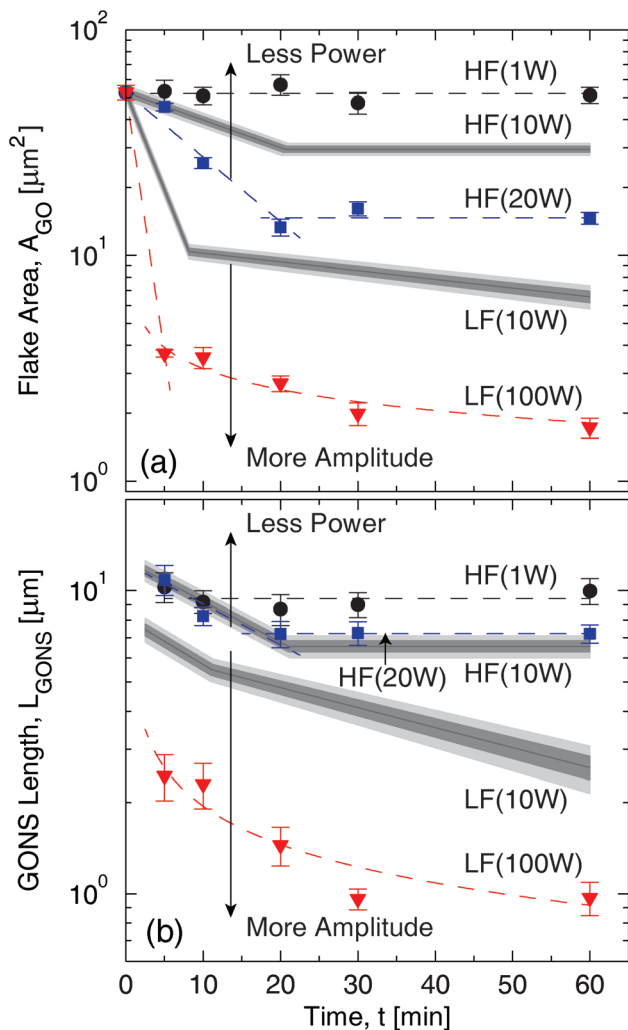 10²
Less Power
HF(1W)
HF(10W)
HF(20W)
10¹
LF(10W)
LF(100W)
Flake Area, A_GO [μm²]
(a)
More Amplitude
10⁰
Less Power
10¹
HF(1W)
HF(20W)
HF(10W)
LF(10W)
LF(100W)
GONS Length, L_GONS [μm]
10⁰
(b)
More Amplitude
0 10 20 30 40 50 60
Time, t [min]